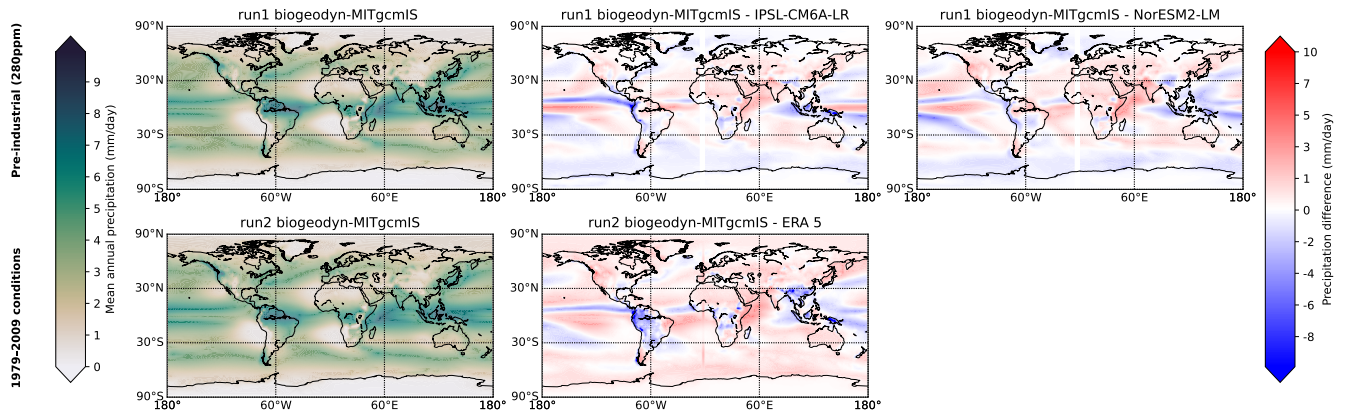 run1 biogeodyn-MITgcmIS
run1 biogeodyn-MITgcmIS - IPSL-CM6A-LR
run1 biogeodyn-MITgcmIS - NorESM2-LM
Pre-industrial (280ppm)
90°N
30°N
30°S
90°S
180°
60°W
60°E
180°
90°N
30°N
30°S
90°S
180°
60°W
60°E
180°
90°N
30°N
30°S
90°S
180°
60°W
60°E
180°
9
8
7
6
5
4
3
2
1
0
Mean annual precipitation (mm/day)
10
7
5
3
1
0
-2
-4
-6
-8
Precipitation difference (mm/day)
1979-2009 conditions
run2 biogeodyn-MITgcmIS
run2 biogeodyn-MITgcmIS - ERA 5
90°N
30°N
30°S
90°S
180°
60°W
60°E
180°
90°N
30°N
30°S
90°S
180°
60°W
60°E
180°